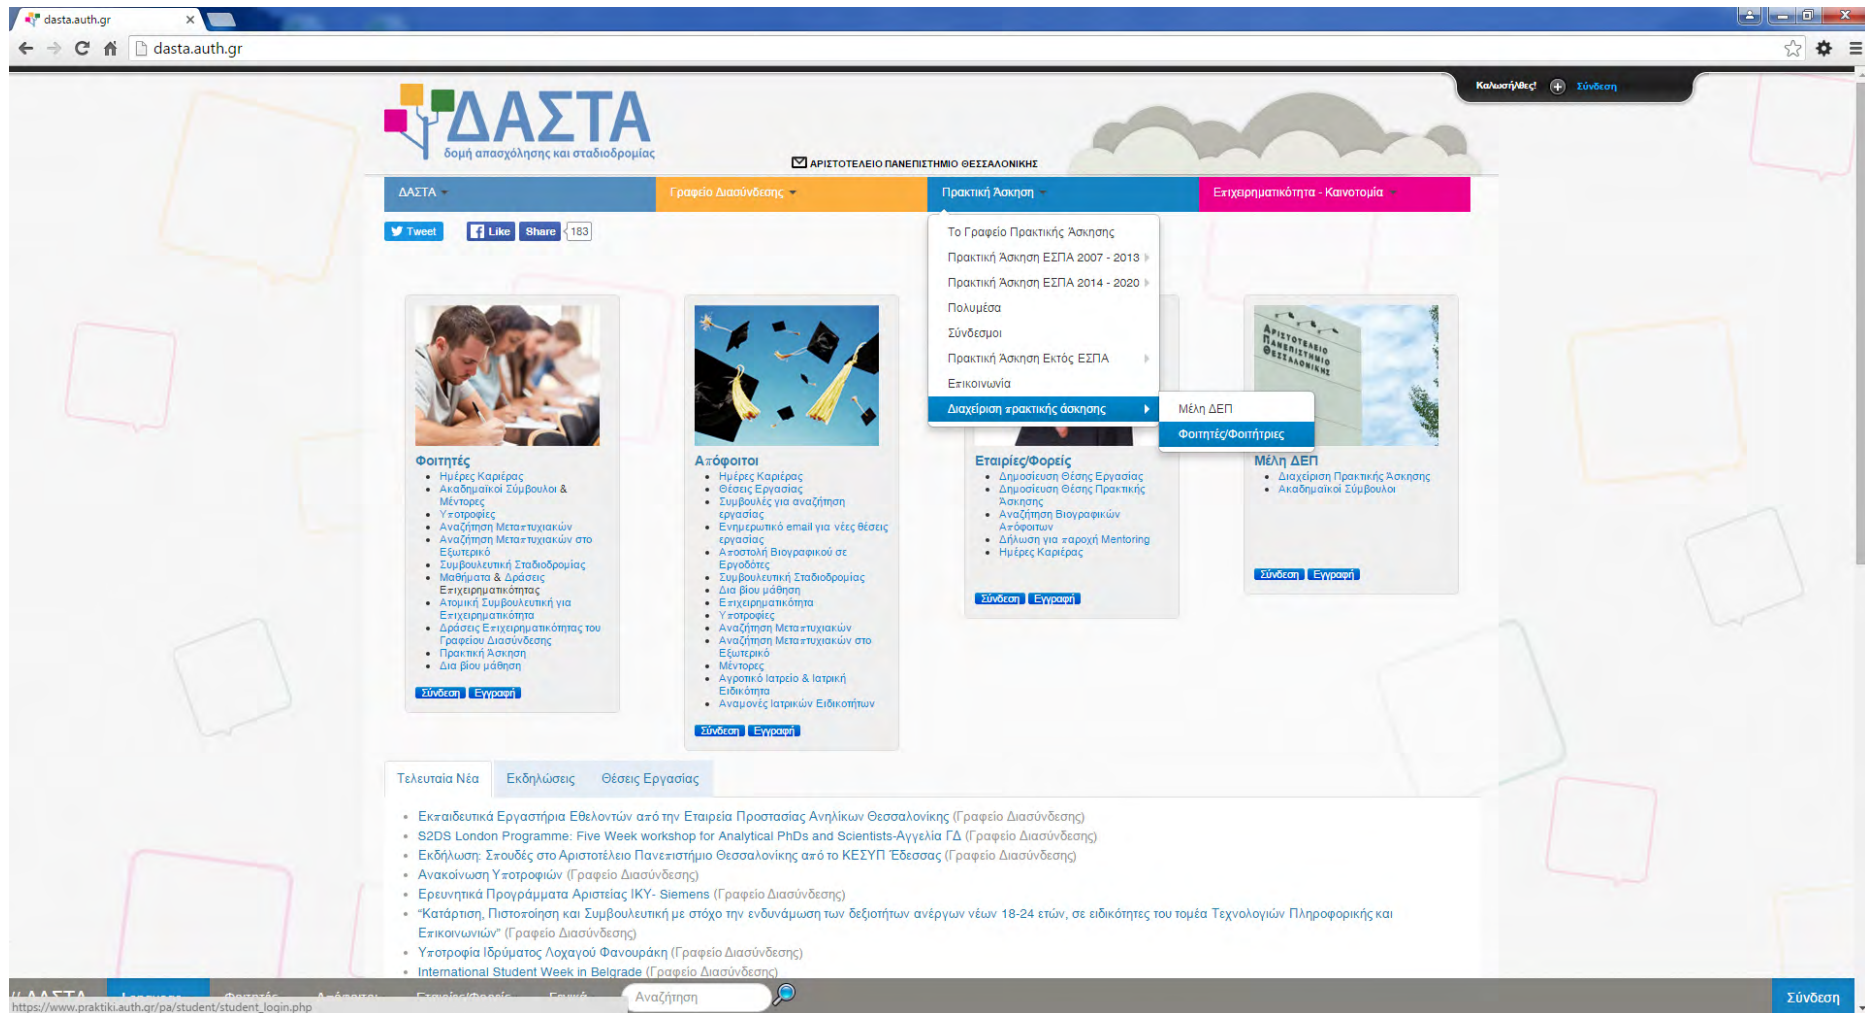 dasta.auth.gr
dasta.auth.gr
Καλωσήλθες! Σύνδεση
ΔΑΣΤΑ
δομή απασχόλησης και σταδιοδρομίας
ΑΡΙΣΤΟΤΕΛΕΙΟ ΠΑΝΕΠΙΣΤΗΜΙΟ ΘΕΣΣΑΛΟΝΙΚΗΣ
ΔΑΣΤΑ
Γραφείο Διασύνδεσης
Πρακτική Άσκηση
Επιχειρηματικότητα - Καινοτομία
Tweet
Like Share 183
Το Γραφείο Πρακτικής Άσκησης
Πρακτική Άσκηση ΕΣΠΑ 2007 - 2013
Πρακτική Άσκηση ΕΣΠΑ 2014 - 2020
Πολυμέσα
Σύνδεσμοι
Πρακτική Άσκηση Εκτός ΕΣΠΑ
Επικοινωνία
Διαχείριση πρακτικής άσκησης
Μέλη ΔΕΠ
Φοιτητές/Φοιτήτριες
ΑΡΙΣΤΟΤΕΛΕΙΟ
ΠΑΝΕΠΙΣΤΗΜΙΟ
ΘΕΣΣΑΛΟΝΙΚΗΣ
Φοιτητές
Ημέρες Καριέρας
Ακαδημαϊκοί Σύμβουλοι &
Μέντορες
Υποτροφίες
Αναζήτηση Μεταπτυχιακών
Αναζήτηση Μεταπτυχιακών στο
Εξωτερικό
Συμβουλευτική Σταδιοδρομίας
Μαθήματα & Δράσεις
Επιχειρηματικότητας
Ατομική Συμβουλευτική για
Επιχειρηματικότητα
Δράσεις Επιχειρηματικότητας του
Γραφείου Διασύνδεσης
Πρακτική Άσκηση
Δια βίου μάθηση
Σύνδεση Εγγραφή
Απόφοιτοι
Ημέρες Καριέρας
Θέσεις Εργασίας
Συμβουλές για αναζήτηση
εργασίας
Ενημερωτικό email για νέες θέσεις
εργασίας
Αποστολή Βιογραφικού σε
Εργοδότες
Συμβουλευτική Σταδιοδρομίας
Δια βίου μάθηση
Επιχειρηματικότητα
Υποτροφίες
Αναζήτηση Μεταπτυχιακών
Αναζήτηση Μεταπτυχιακών στο
Εξωτερικό
Μέντορες
Αγροτικό Ιατρείο & Ιατρική
Ειδικότητα
Αναμονές Ιατρικών Ειδικοτήτων
Σύνδεση Εγγραφή
Εταιρίες/Φορείς
Δημοσίευση Θέσης Εργασίας
Δημοσίευση Θέσης Πρακτικής
Άσκησης
Αναζήτηση Βιογραφικών
Απόφοιτων
Δήλωση για παροχή Mentoring
Ημέρες Καριέρας
Σύνδεση Εγγραφή
Μέλη ΔΕΠ
Διαχείριση Πρακτικής Άσκησης
Ακαδημαϊκοί Σύμβουλοι
Σύνδεση Εγγραφή
Τελευταία Νέα Εκδηλώσεις Θέσεις Εργασίας
Εκπαιδευτικά Εργαστήρια Εθελοντών από την Εταιρεία Προστασίας Ανηλίκων Θεσσαλονίκης (Γραφείο Διασύνδεσης)
S2DS London Programme: Five Week workshop for Analytical PhDs and Scientists-Αγγελία ΓΔ (Γραφείο Διασύνδεσης)
Εκδήλωση: Σπουδές στο Αριστοτέλειο Πανεπιστήμιο Θεσσαλονίκης από το ΚΕΣΥΠ Έδεσσας (Γραφείο Διασύνδεσης)
Ανακοίνωση Υποτροφιών (Γραφείο Διασύνδεσης)
Ερευνητικά Προγράμματα Αριστείας ΙΚΥ- Siemens (Γραφείο Διασύνδεσης)
“Κατάρτιση, Πιστοποίηση και Συμβουλευτική με στόχο την ενδυνάμωση των δεξιοτήτων ανέργων νέων 18-24 ετών, σε ειδικότητες του τομέα Τεχνολογιών Πληροφορικής και
Επικοινωνιών” (Γραφείο Διασύνδεσης)
Υποτροφία Ιδρύματος Λοχαγού Φανουράκη (Γραφείο Διασύνδεσης)
International Student Week in Belgrade (Γραφείο Διασύνδεσης)
Αναζήτηση
Σύνδεση
https://www.praktiki.auth.gr/pa/student/student_login.php